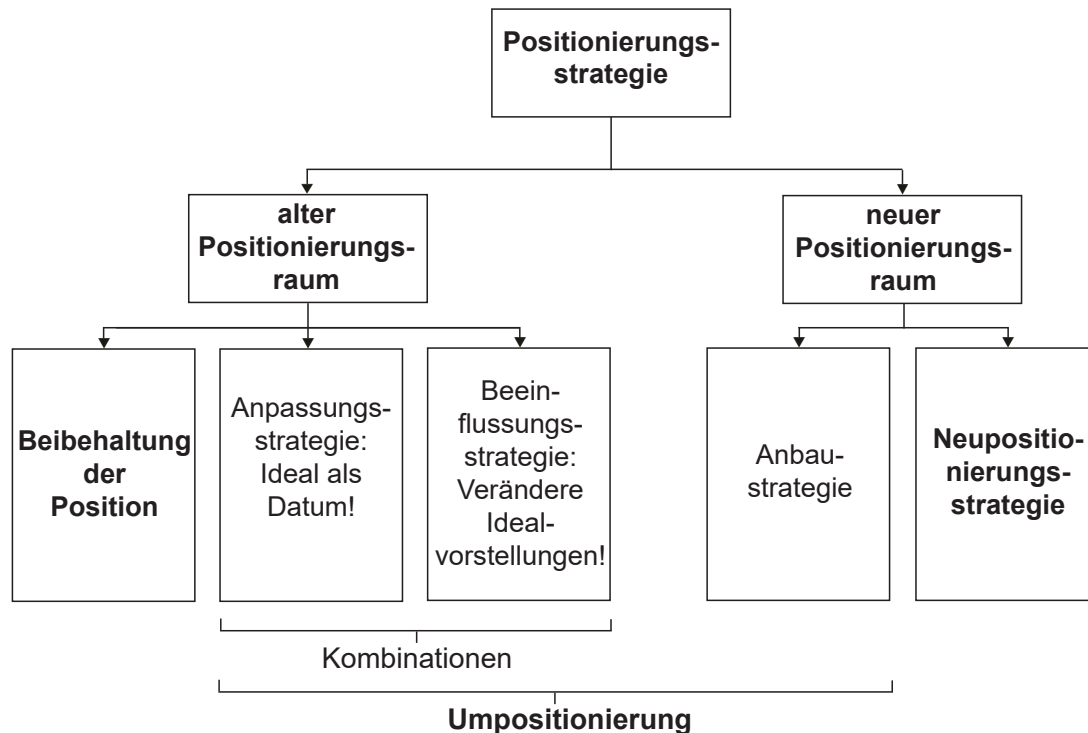 Positionierungs-
strategie
alter
Positionierungs-
raum
neuer
Positionierungs-
raum
Beibehaltung
der
Position
Anpassungs-
strategie:
Ideal als
Datum!
Beein-
flussungs-
strategie:
Verändere
Ideal-
vorstellungen!
Anbau-
strategie
Neupositio-
nierungs-
strategie
Kombinationen
Umpositionierung